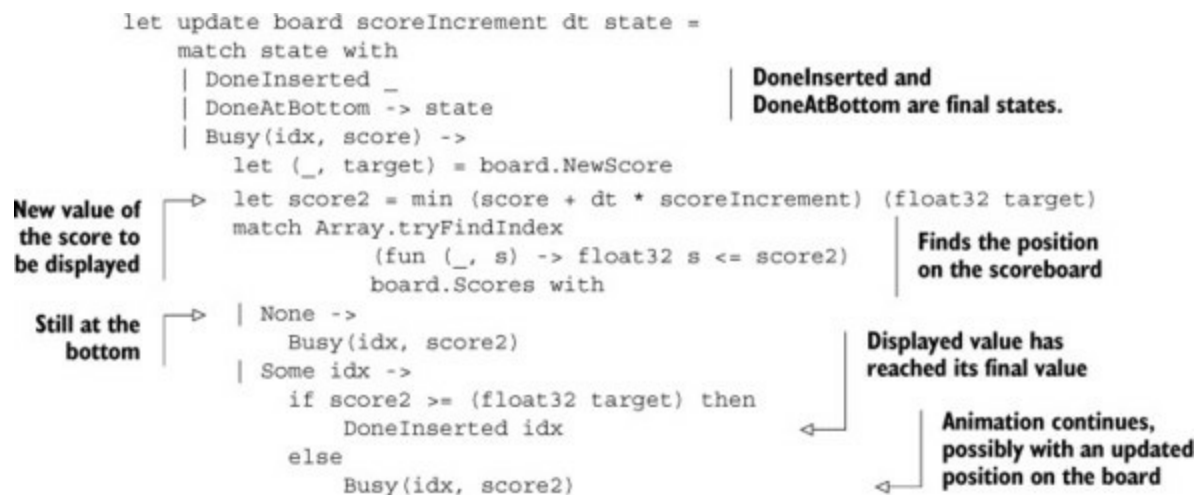 let update board scoreIncrement dt state =
match state with
| DoneInserted _
| DoneAtBottom -> state
DoneInserted and
DoneAtBottom are final states.
| Busy(idx, score) ->
let (_, target) = board.NewScore
let score2 = min (score + dt * scoreIncrement) (float32 target)
New value of
the score to
be displayed
match Array.tryFindIndex
(fun (_, s) -> float32 s <= score2)
board.Scores with
Finds the position
on the scoreboard
| None ->
Busy(idx, score2)
Still at the
bottom
| Some idx ->
if score2 >= (float32 target) then
DoneInserted idx
Displayed value has
reached its final value
else
Busy(idx, score2)
Animation continues,
possibly with an updated
position on the board